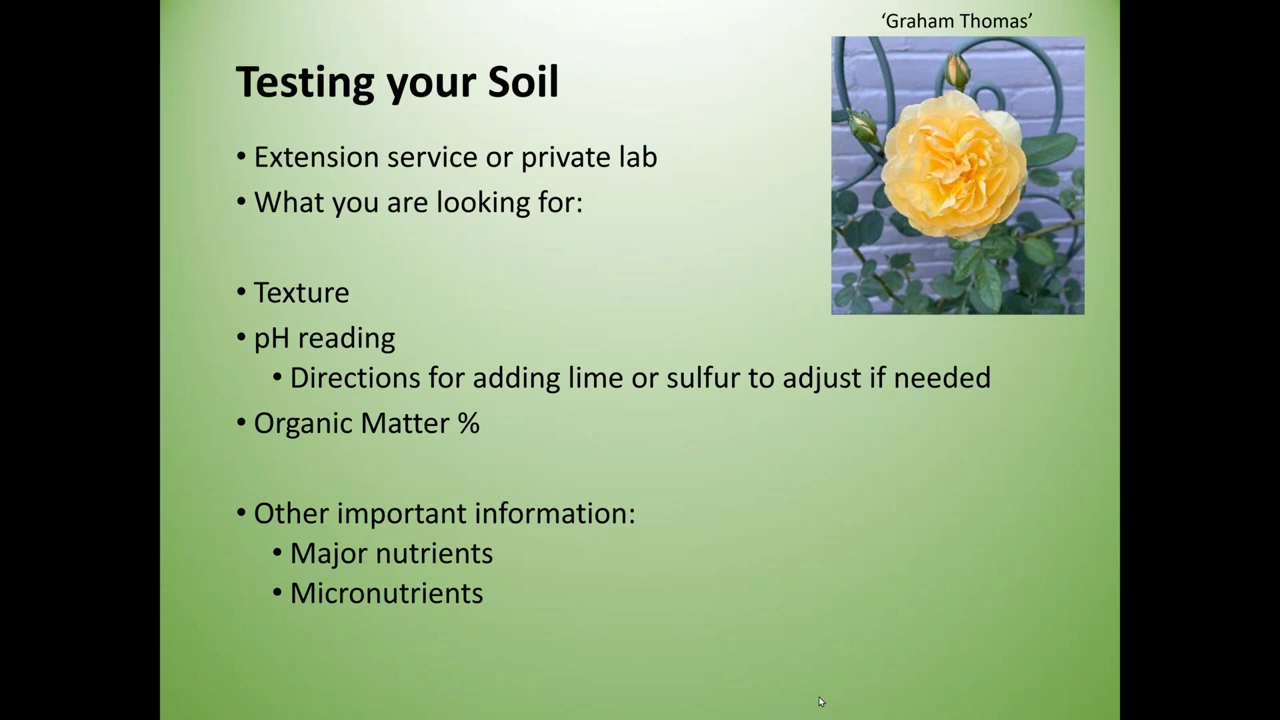 ‘Graham Thomas’
Testing your Soil
• Extension service or private lab
• What you are looking for:
• Texture
• pH reading
• Directions for adding lime or sulfur to adjust if needed
• Organic Matter %
• Other important information:
• Major nutrients
• Micronutrients